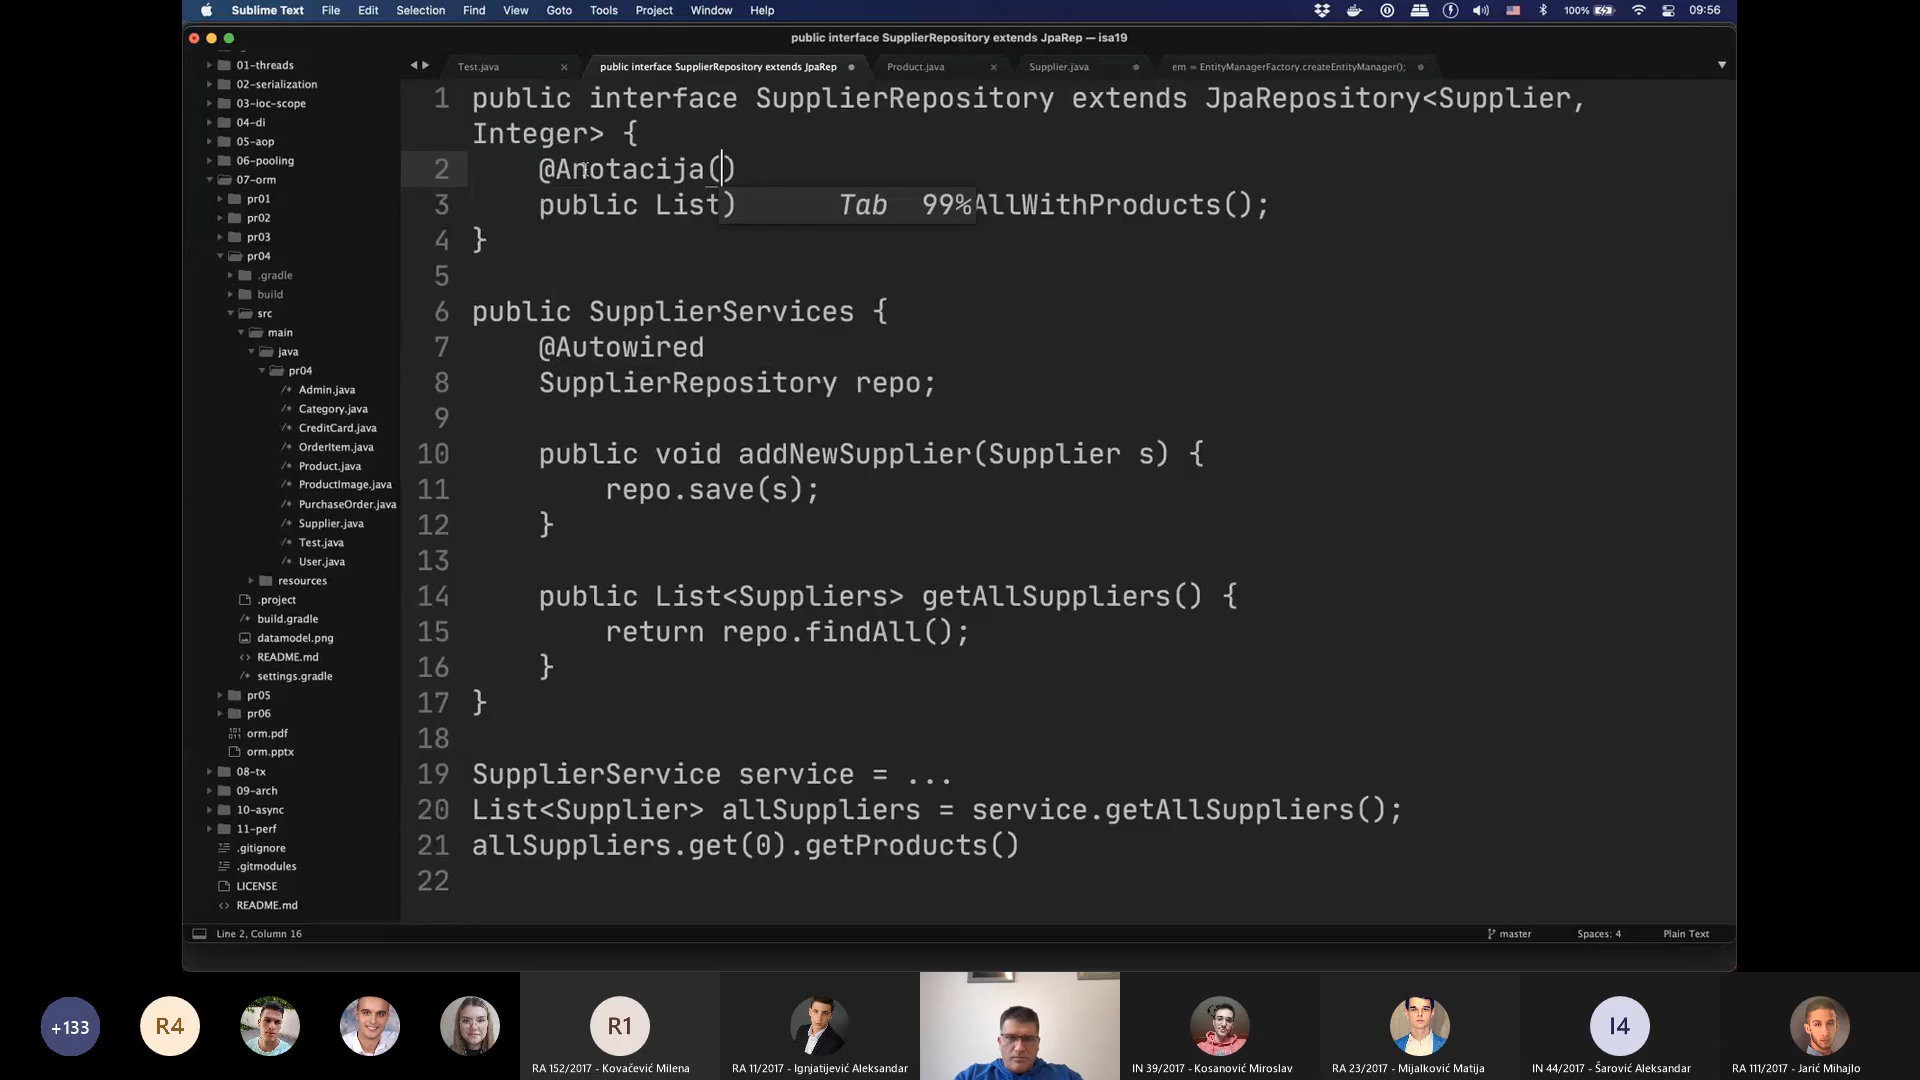 Sublime Text File Edit Selection Find View Goto Tools Project Window Help 100% 09:56
public interface SupplierRepository extends JpaRep — isa19
01-threads
02-serialization
03-ioc-scope
04-di
05-aop
06-pooling
07-orm
pr01
pr02
pr03
pr04
.gradle
build
src
main
java
pr04
Admin.java
Category.java
CreditCard.java
OrderItem.java
Product.java
ProductImage.java
PurchaseOrder.java
Supplier.java
Test.java
User.java
resources
.project
build.gradle
datamodel.png
README.md
settings.gradle
pr05
pr06
orm.pdf
orm.pptx
08-tx
09-arch
10-async
11-perf
.gitignore
.gitmodules
LICENSE
README.md
Test.java public interface SupplierRepository extends JpaRep Product.java Supplier.java em = EntityManagerFactory.createEntityManager();
1 public interface SupplierRepository extends JpaRepository<Supplier,
Integer> {
2 @Anotacija()
3 public List) Tab 99%AllWithProducts();
4 }
5
6 public SupplierServices {
7 @Autowired
8 SupplierRepository repo;
9
10 public void addNewSupplier(Supplier s) {
11 repo.save(s);
12 }
13
14 public List<Suppliers> getAllSuppliers() {
15 return repo.findAll();
16 }
17 }
18
19 SupplierService service = ...
20 List<Supplier> allSuppliers = service.getAllSuppliers();
21 allSuppliers.get(0).getProducts()
22
Line 2, Column 16 master Spaces: 4 Plain Text
+133 R4 R1 I4
RA 152/2017 - Kovačević Milena RA 11/2017 - Ignjatijević Aleksandar IN 39/2017 - Kosanović Miroslav RA 23/2017 - Mijalković Matija IN 44/2017 - Šarović Aleksandar RA 111/2017 - Jarić Mihajlo